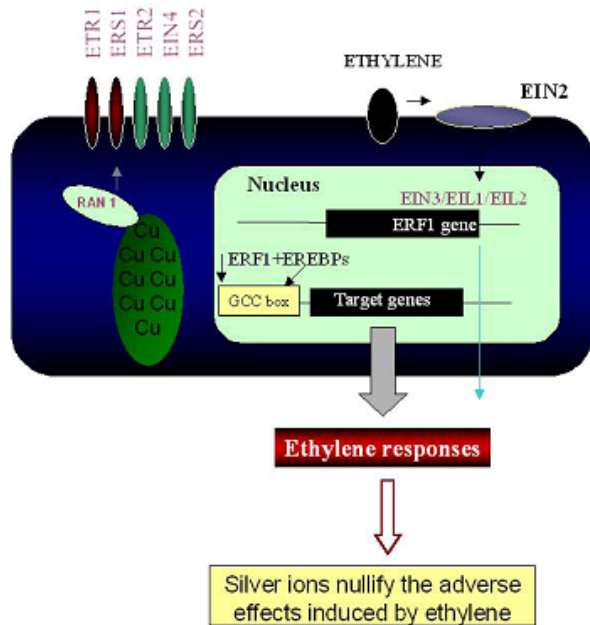 ETR1
ERS1
ETR2
EIN4
ERS2
ETHYLENE
EIN2
RAN 1
Cu
Cu Cu
Cu Cu
Cu Cu
Cu Cu
Cu
Nucleus
EIN3/EIL1/EIL2
ERF1 gene
ERF1+EREBPs
GCC box
Target genes
Ethylene responses
Silver ions nullify the adverse
effects induced by ethylene